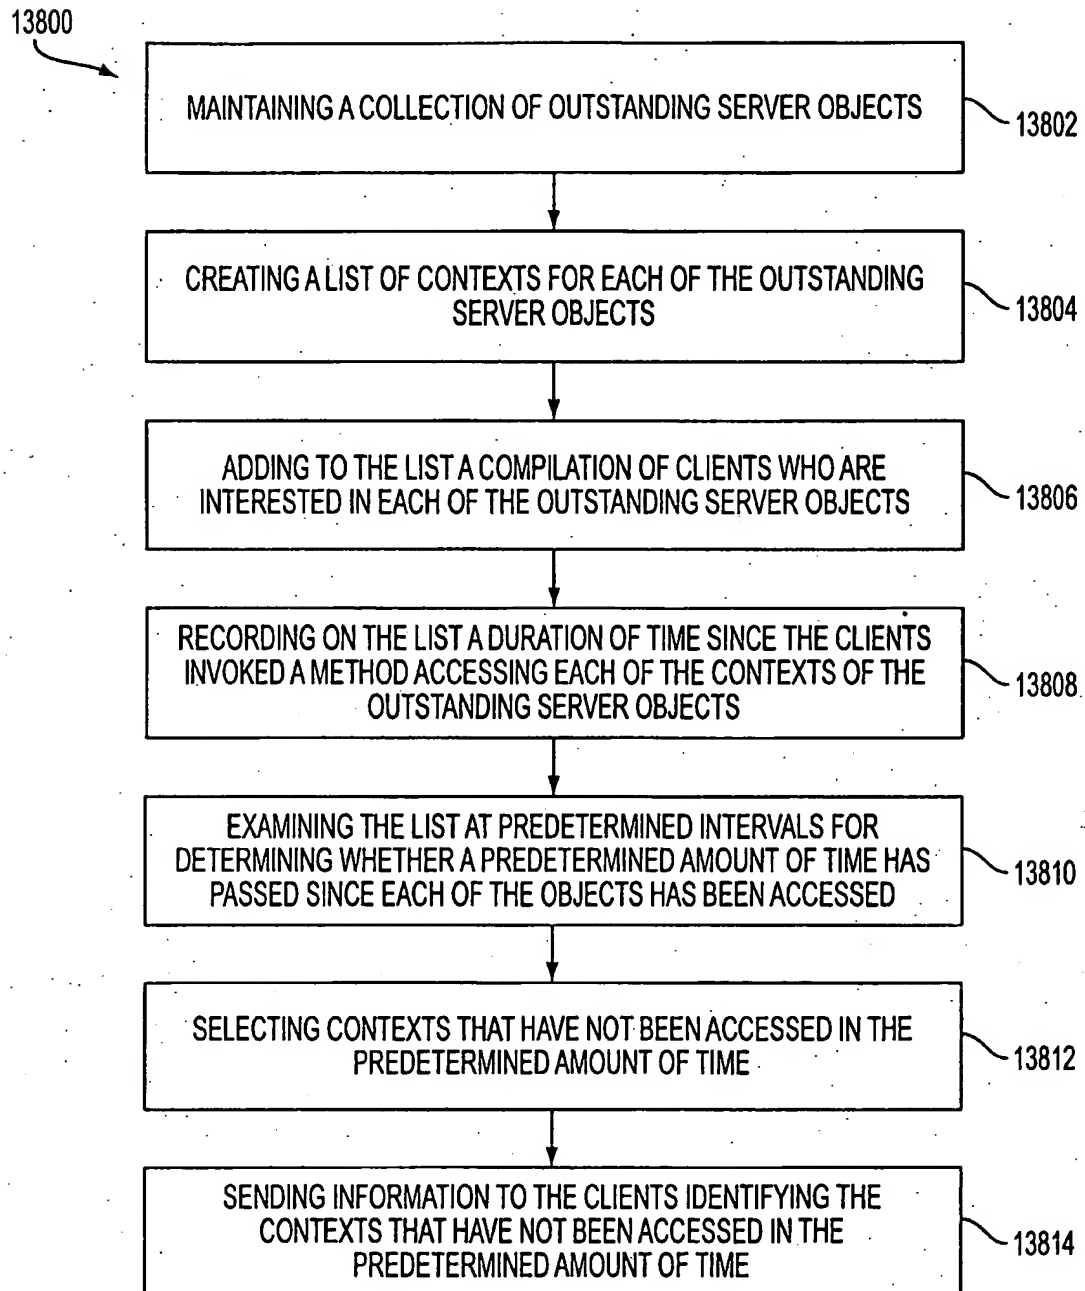 13800
MAINTAINING A COLLECTION OF OUTSTANDING SERVER OBJECTS
13802
CREATING A LIST OF CONTEXTS FOR EACH OF THE OUTSTANDING
SERVER OBJECTS
13804
ADDING TO THE LIST A COMPILATION OF CLIENTS WHO ARE
INTERESTED IN EACH OF THE OUTSTANDING SERVER OBJECTS
13806
RECORDING ON THE LIST A DURATION OF TIME SINCE THE CLIENTS
INVOKED A METHOD ACCESSING EACH OF THE CONTEXTS OF THE
OUTSTANDING SERVER OBJECTS
13808
EXAMINING THE LIST AT PREDETERMINED INTERVALS FOR
DETERMINING WHETHER A PREDETERMINED AMOUNT OF TIME HAS
PASSED SINCE EACH OF THE OBJECTS HAS BEEN ACCESSED
13810
SELECTING CONTEXTS THAT HAVE NOT BEEN ACCESSED IN THE
PREDETERMINED AMOUNT OF TIME
13812
SENDING INFORMATION TO THE CLIENTS IDENTIFYING THE
CONTEXTS THAT HAVE NOT BEEN ACCESSED IN THE
PREDETERMINED AMOUNT OF TIME
13814